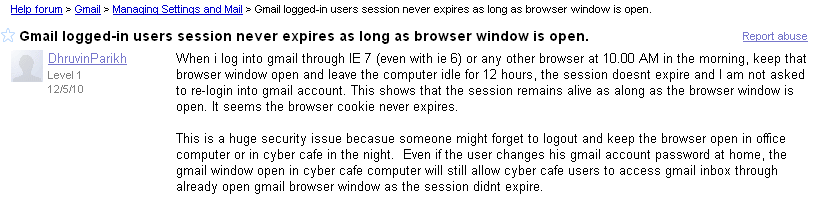 Help forum > Gmail > Managing Settings and Mail > Gmail logged-in users session never expires as long as browser window is open.
Gmail logged-in users session never expires as long as browser window is open.
Report abuse
DhruvinParikh
Level 1
12/5/10
When i log into gmail through IE 7 (even with ie 6) or any other browser at 10.00 AM in the morning, keep that
browser window open and leave the computer idle for 12 hours, the session doesnt expire and I am not asked
to re-login into gmail account. This shows that the session remains alive as along as the browser window is
open. It seems the browser cookie never expires.
This is a huge security issue becasue someone might forget to logout and keep the browser open in office
computer or in cyber cafe in the night.  Even if the user changes his gmail account password at home, the
gmail window open in cyber cafe computer will still allow cyber cafe users to access gmail inbox through
already open gmail browser window as the session didnt expire.